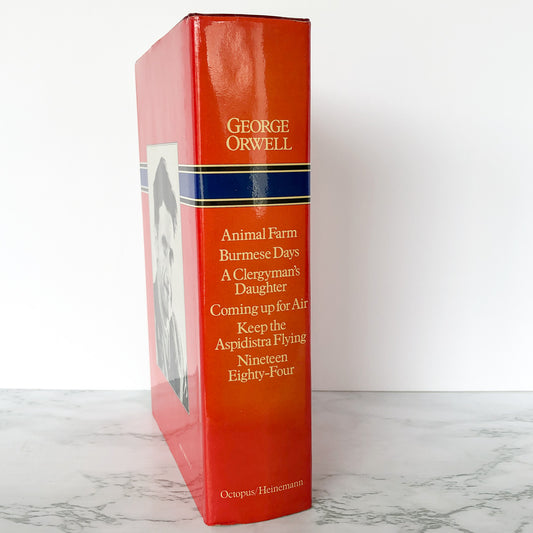 GEORGE
ORWELL
Animal Farm
Burmese Days
A Clergyman's
Daughter
Coming up for Air
Keep the
Aspidistra Flying
Nineteen
Eighty-Four
Octopus/Heinemann